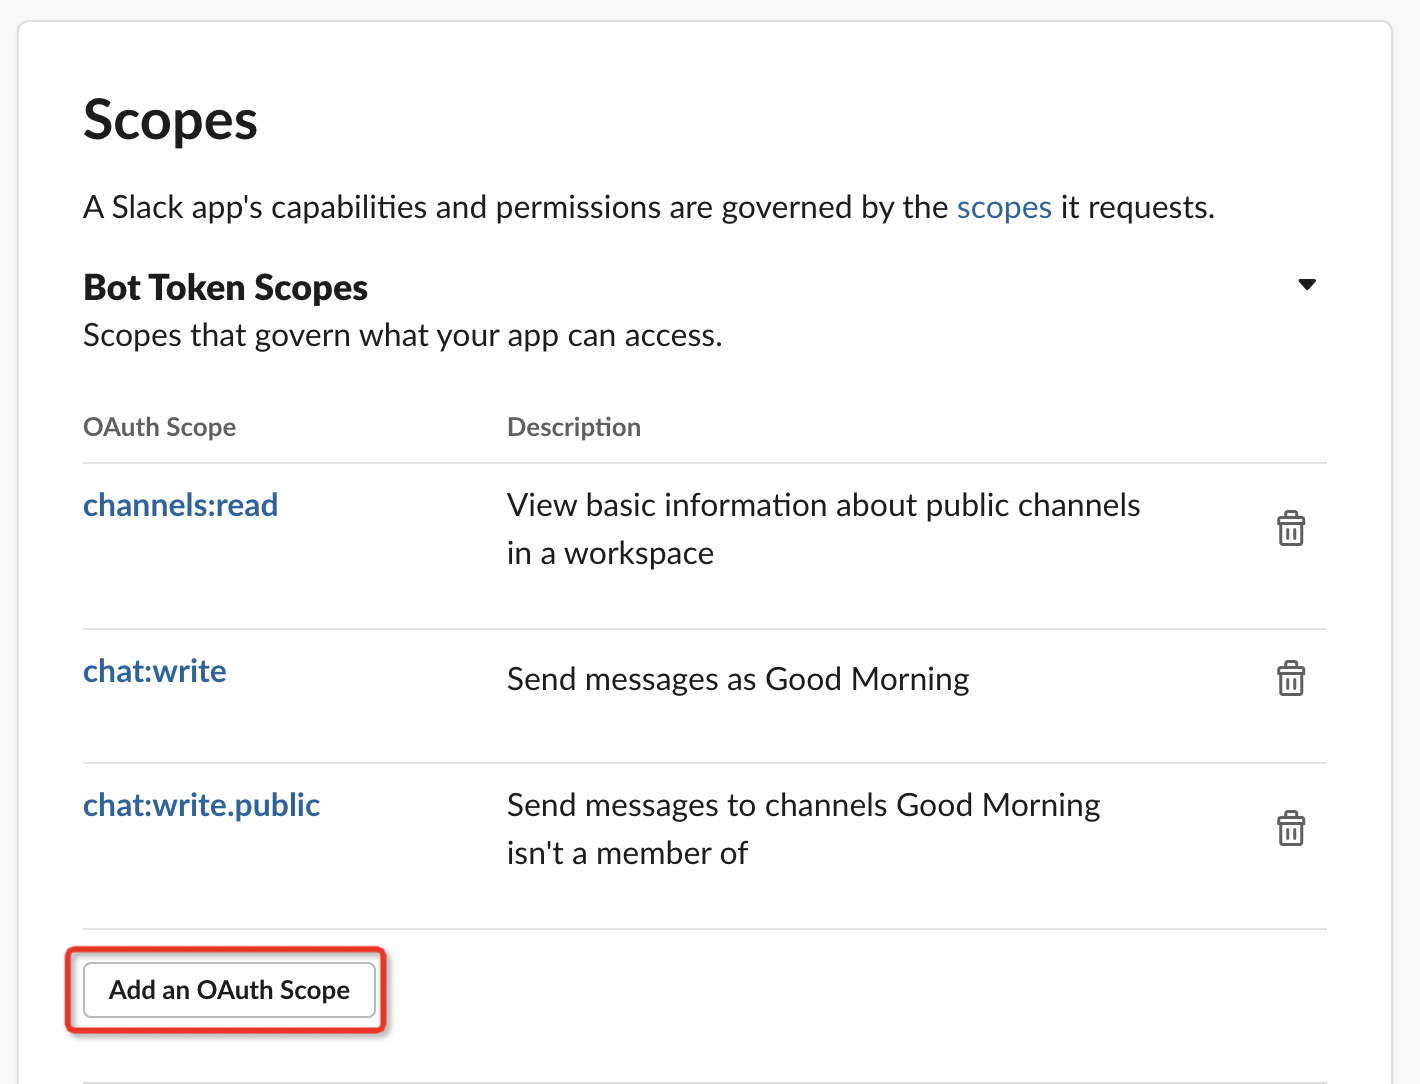 Scopes
A Slack app's capabilities and permissions are governed by the scopes it requests.
Bot Token Scopes
Scopes that govern what your app can access.
OAuth Scope Description
channels:read View basic information about public channels
in a workspace
chat:write Send messages as Good Morning
chat:write.public Send messages to channels Good Morning
isn't a member of
Add an OAuth Scope